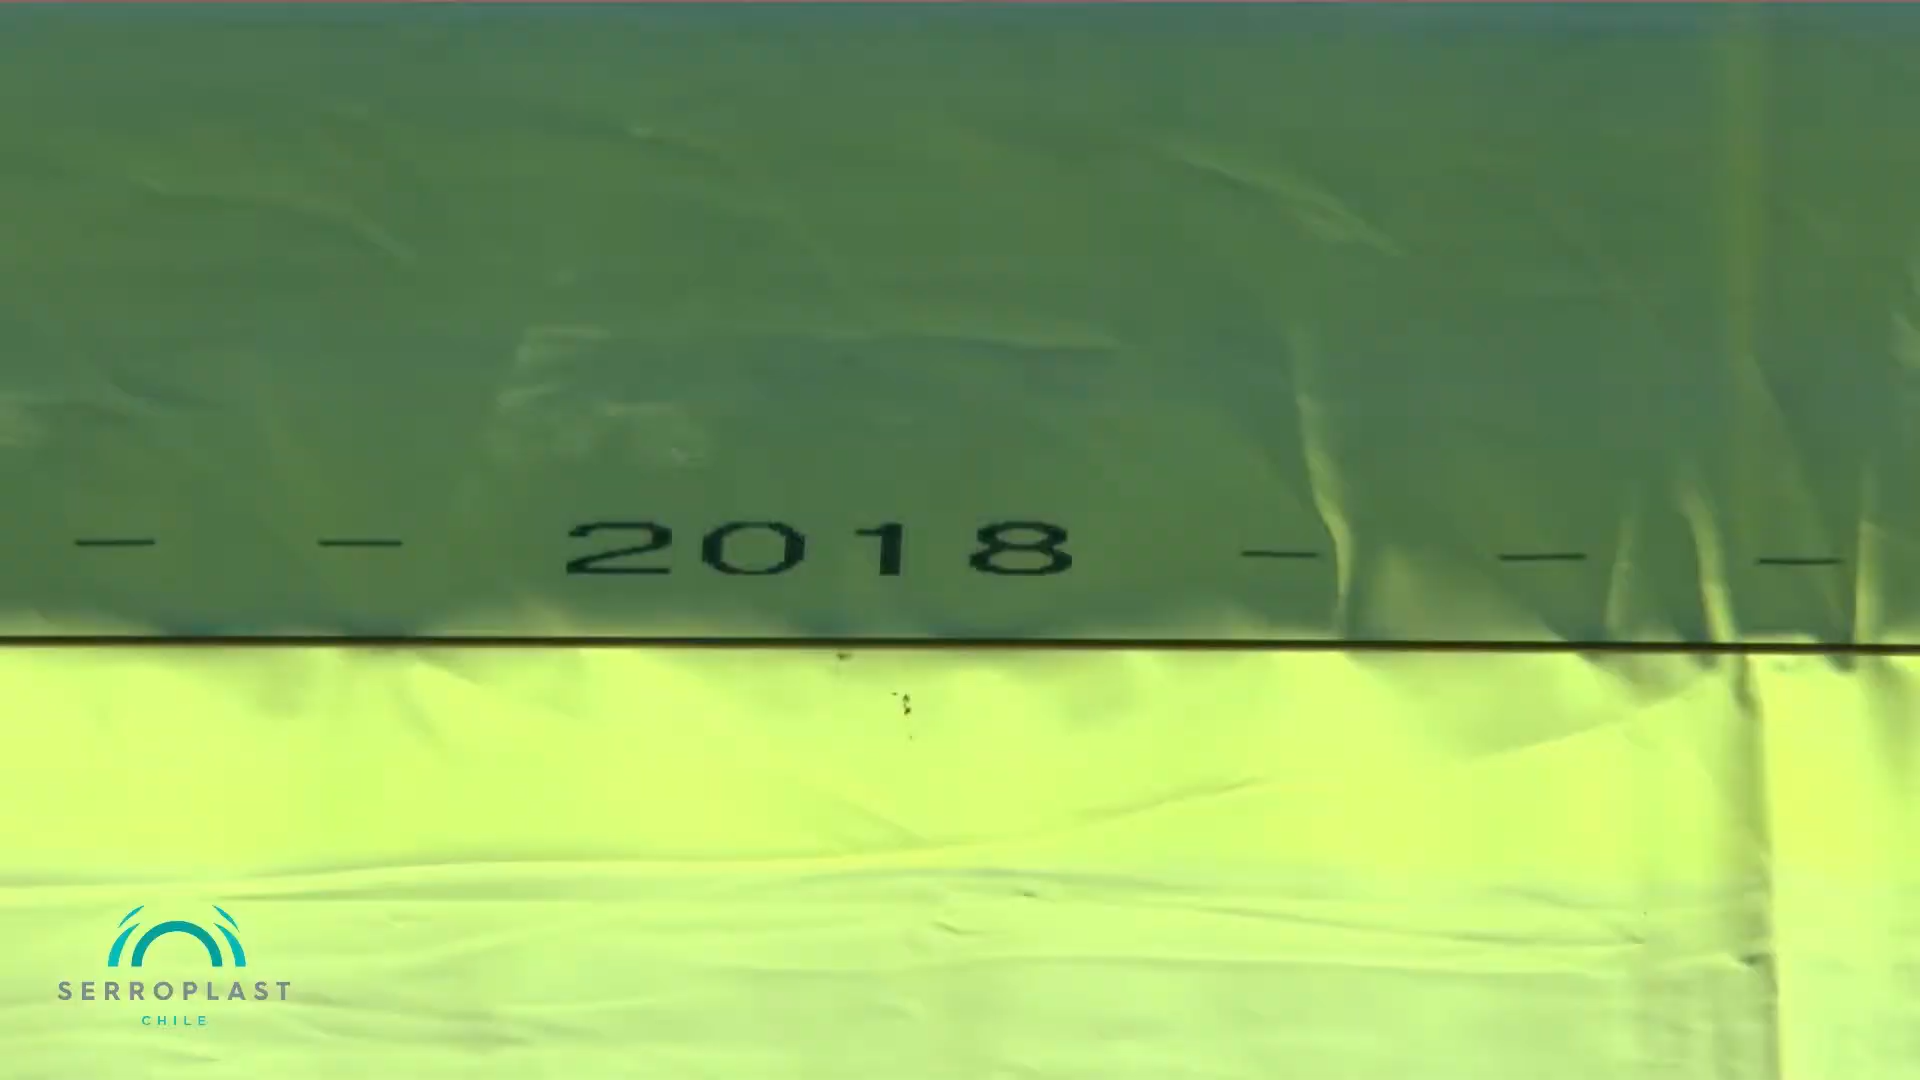 — — 2018 — — —
SERROPLAST
CHILE